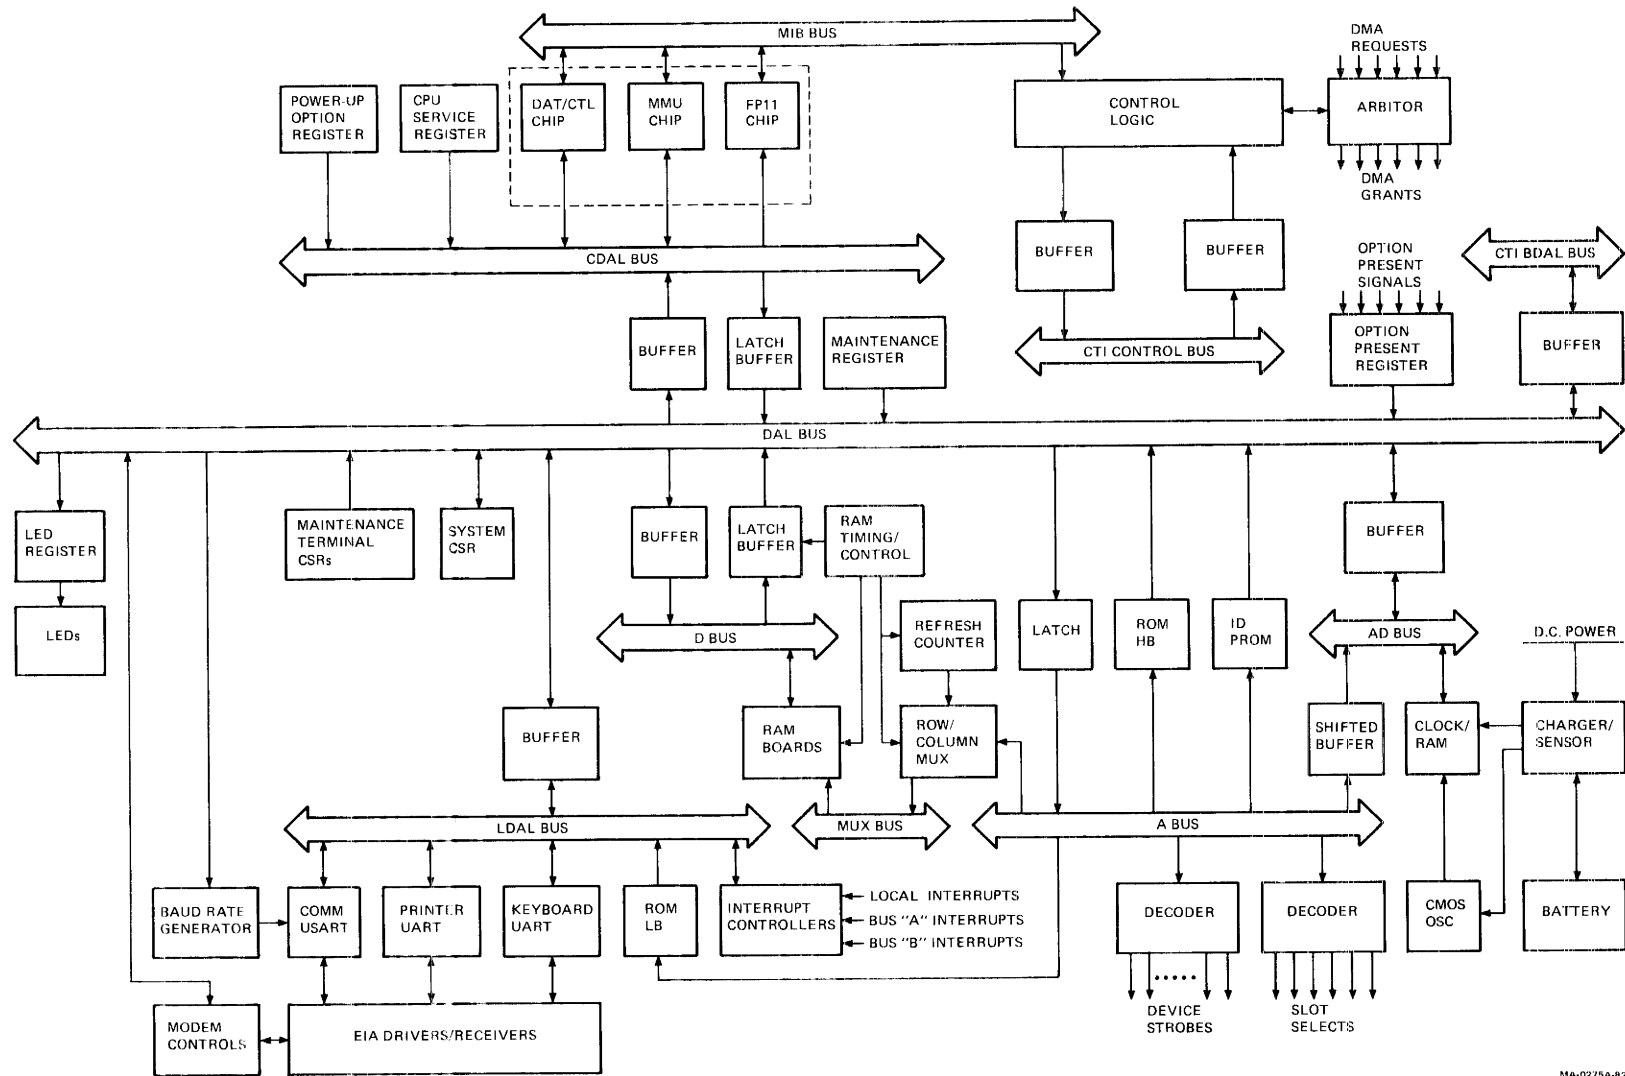 MIB BUS
DMA
REQUESTS
POWER-UP
OPTION
REGISTER
CPU
SERVICE
REGISTER
DAT/CTL
CHIP
MMU
CHIP
FP11
CHIP
CONTROL
LOGIC
ARBITOR
DMA
GRANTS
BUFFER
BUFFER
OPTION
PRESENT
SIGNALS
CTI BDAL BUS
CDAL BUS
BUFFER
LATCH
BUFFER
MAINTENANCE
REGISTER
CTI CONTROL BUS
OPTION
PRESENT
REGISTER
BUFFER
DAL BUS
LED
REGISTER
MAINTENANCE
TERMINAL
CSRs
SYSTEM
CSR
BUFFER
LATCH
BUFFER
RAM
TIMING/
CONTROL
BUFFER
LEDs
D BUS
REFRESH
COUNTER
LATCH
ROM
HB
ID
PROM
AD BUS
D.C. POWER
BUFFER
RAM
BOARDS
ROW/
COLUMN
MUX
SHIFTED
BUFFER
CLOCK/
RAM
CHARGER/
SENSOR
LDAL BUS
MUX BUS
A BUS
BAUD RATE
GENERATOR
COMM
USART
PRINTER
UART
KEYBOARD
UART
ROM
LB
INTERRUPT
CONTROLLERS
LOCAL INTERRUPTS
BUS "A" INTERRUPTS
BUS "B" INTERRUPTS
DECODER
DECODER
CMOS
OSC
BATTERY
DEVICE
STROBES
SLOT
SELECTS
MODEM
CONTROLS
EIA DRIVERS/RECEIVERS
MA-0275A-82